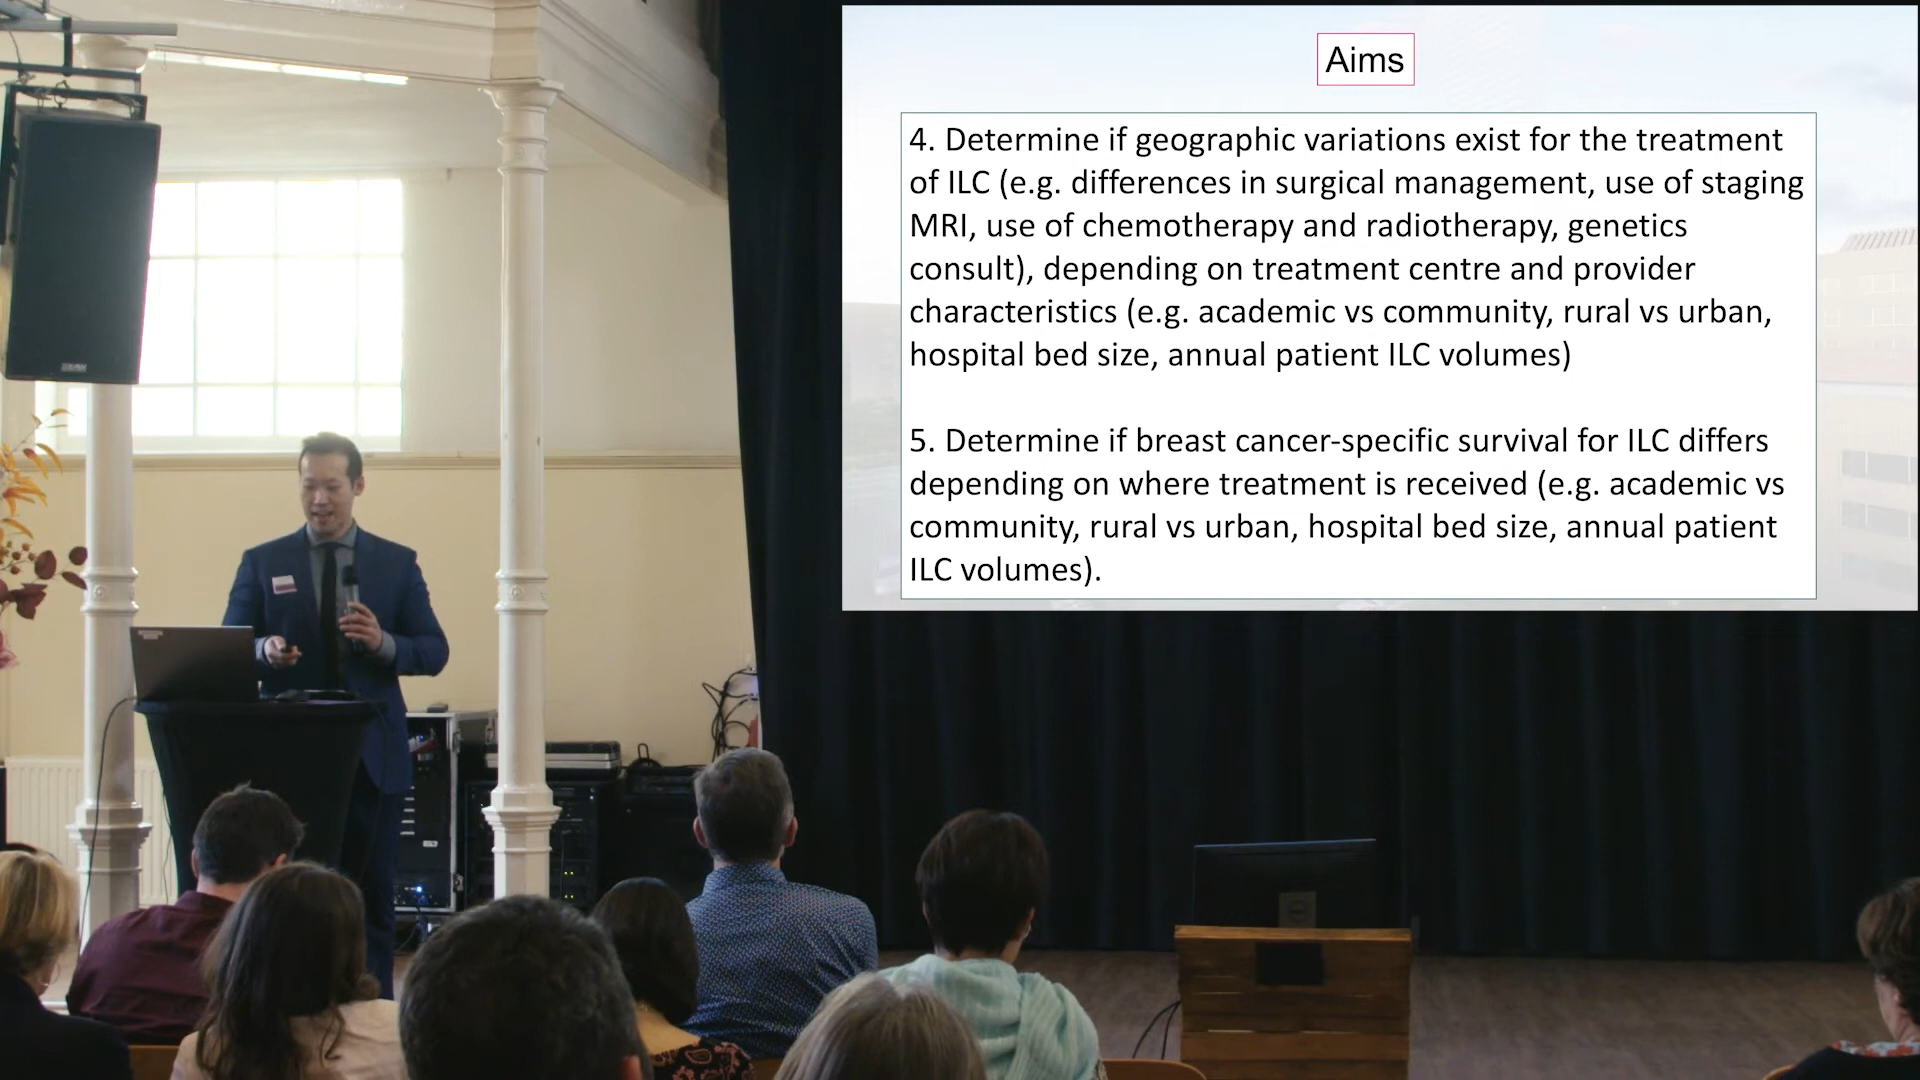 Aims
4. Determine if geographic variations exist for the treatment
of ILC (e.g. differences in surgical management, use of staging
MRI, use of chemotherapy and radiotherapy, genetics
consult), depending on treatment centre and provider
characteristics (e.g. academic vs community, rural vs urban,
hospital bed size, annual patient ILC volumes)
5. Determine if breast cancer-specific survival for ILC differs
depending on where treatment is received (e.g. academic vs
community, rural vs urban, hospital bed size, annual patient
ILC volumes).